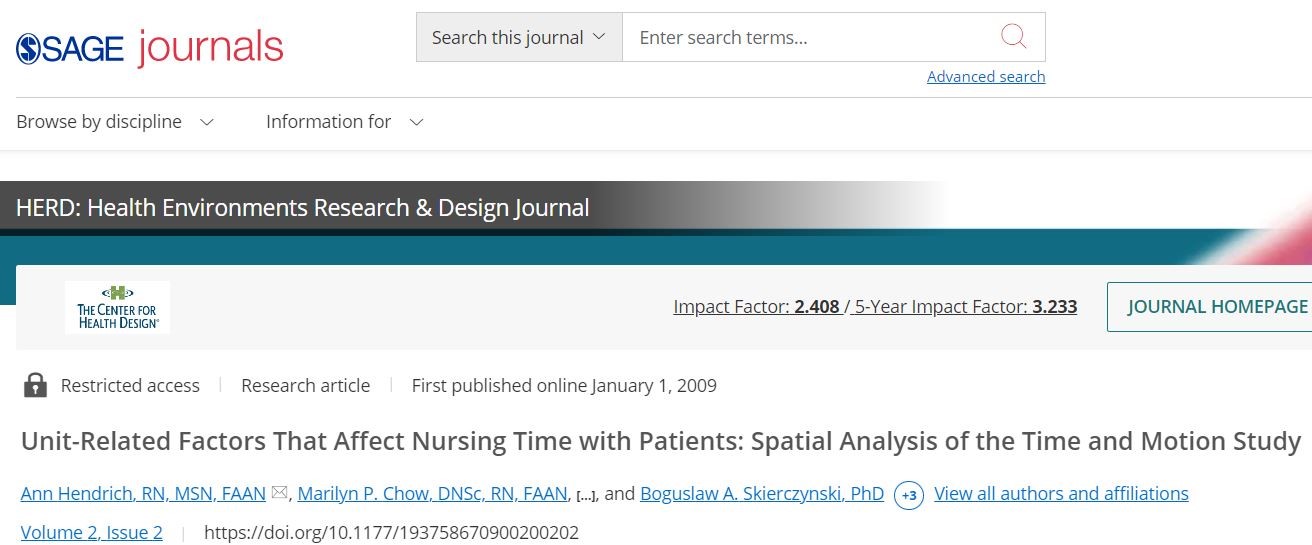 SAGE journals
Search this journal
Enter search terms...
Advanced search
Browse by discipline
Information for
HERD: Health Environments Research & Design Journal
THE CENTER FOR
HEALTH DESIGN®
Impact Factor: 2.408 / 5-Year Impact Factor: 3.233
JOURNAL HOMEPAGE
Restricted access | Research article | First published online January 1, 2009
Unit-Related Factors That Affect Nursing Time with Patients: Spatial Analysis of the Time and Motion Study
Ann Hendrich, RN, MSN, FAAN, Marilyn P. Chow, DNSc, RN, FAAN, [...], and Boguslaw A. Skierczynski, PhD +3 View all authors and affiliations
Volume 2, Issue 2 | https://doi.org/10.1177/193758670900200202